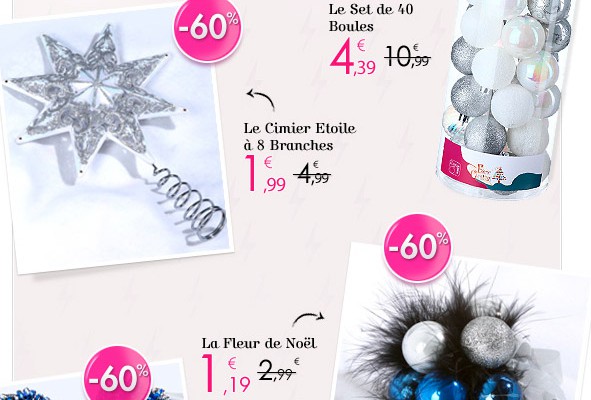 -60%
Le Set de 40
Boules
4€,39 10€,99
Le Cimier Etoile
à 8 Branches
1€,99 4€,99
-60%
La Fleur de Noël
1€,19 2,99€
-60%